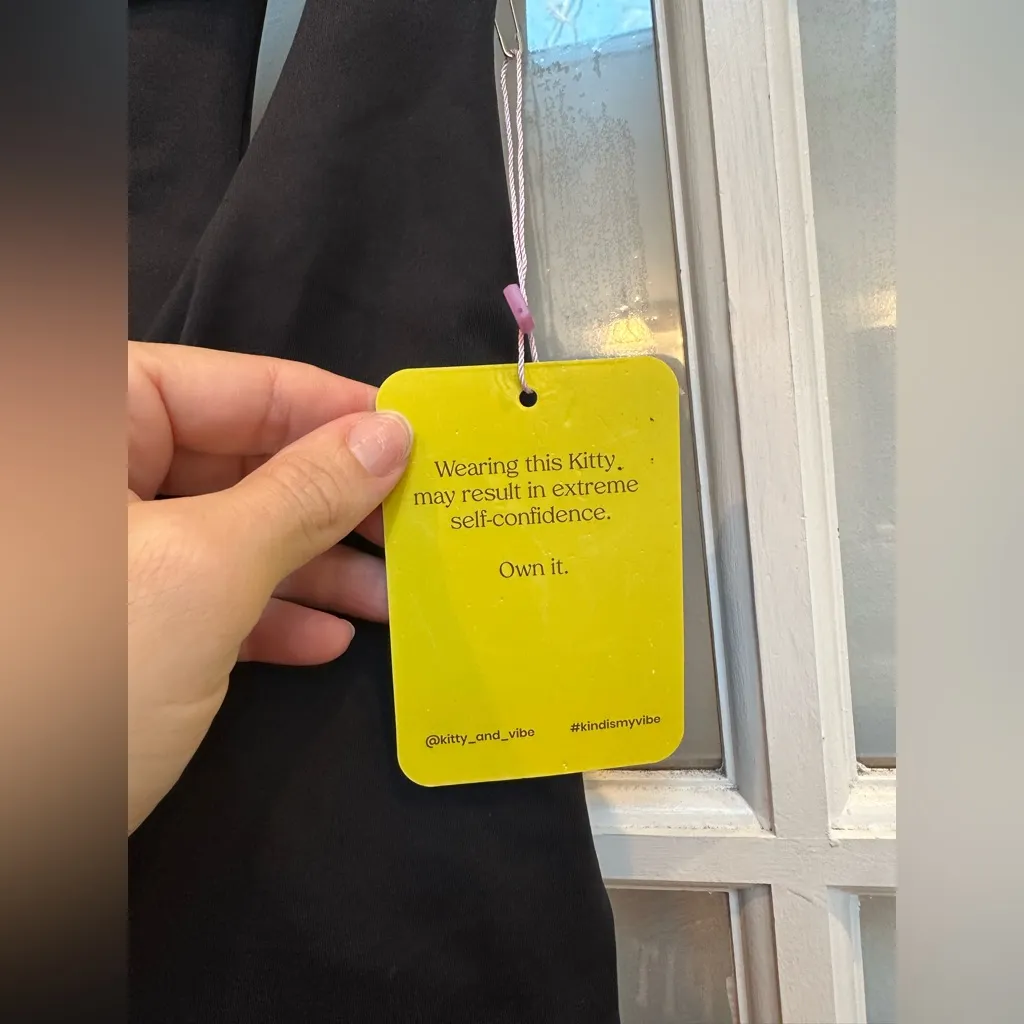 Wearing this Kitty
may result in extreme
self-confidence.
Own it.
@kitty_and_vibe
#kindismyvibe